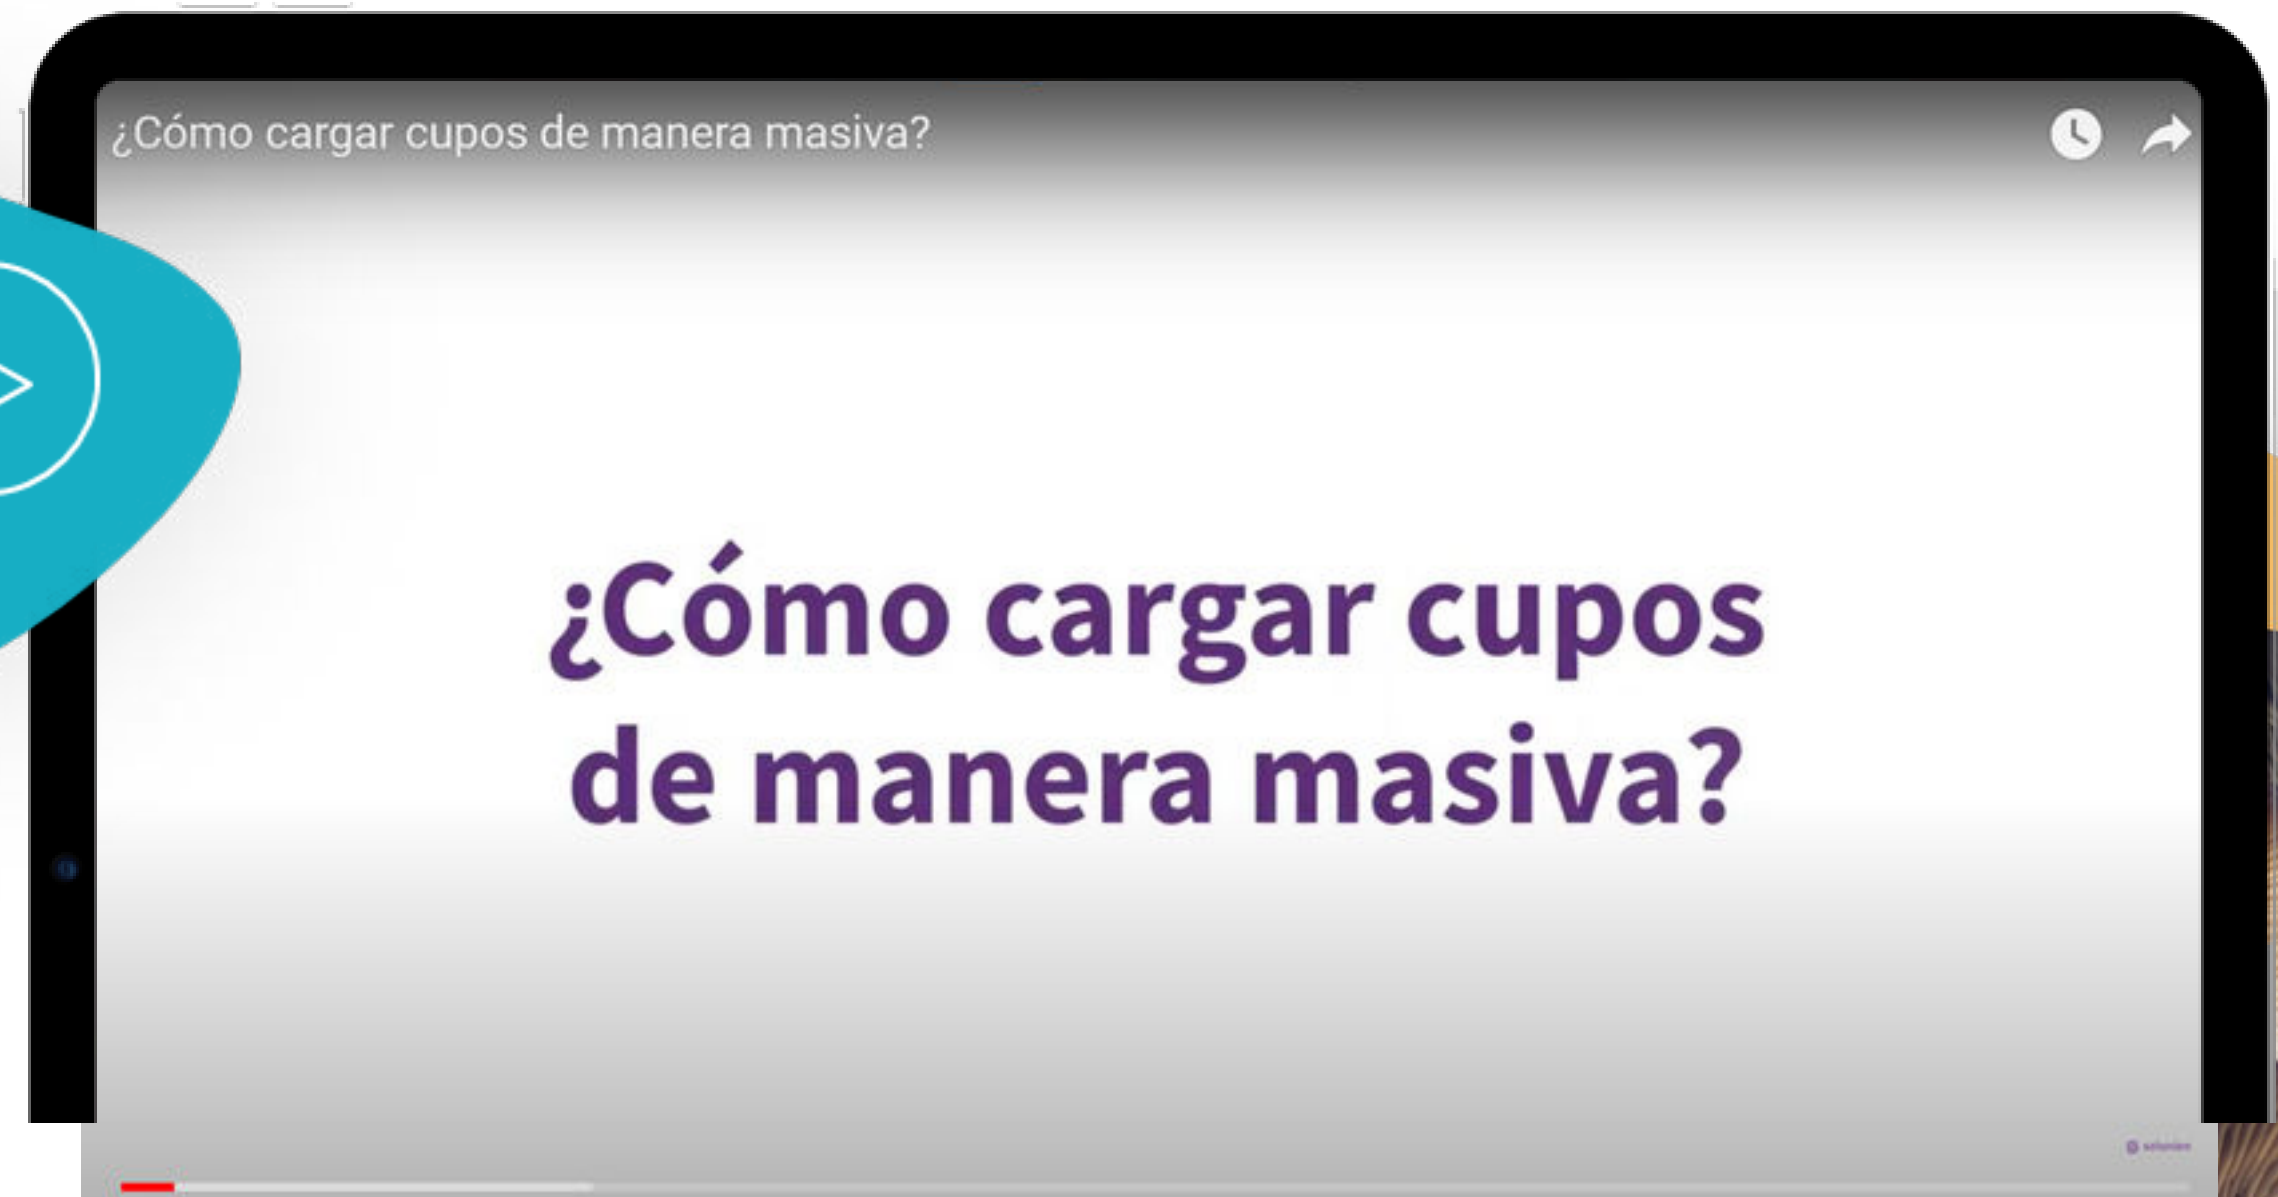 ¿Cómo cargar cupos de manera masiva?
¿Cómo cargar cupos
de manera masiva?